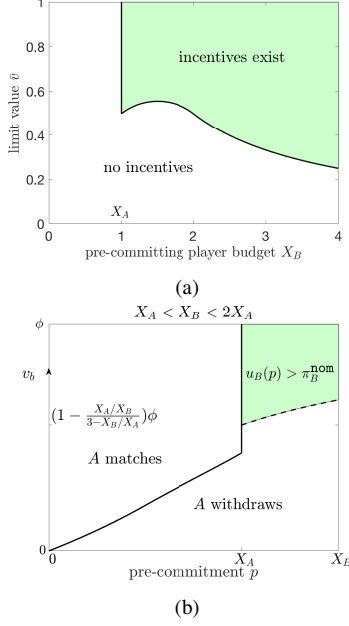 1
0.8
0.6
0.4
0.2
0
limit value v̄
incentives exist
no incentives
X_A
0 1 2 3 4
pre-committing player budget X_B
(a)
X_A < X_B < 2X_A
ϕ
v_b
u_B(p) > π_B^nom
(1 − \frac{X_A/X_B}{3−X_B/X_A})ϕ
A matches
A withdraws
0
0 X_A X_B
pre-commitment p
(b)